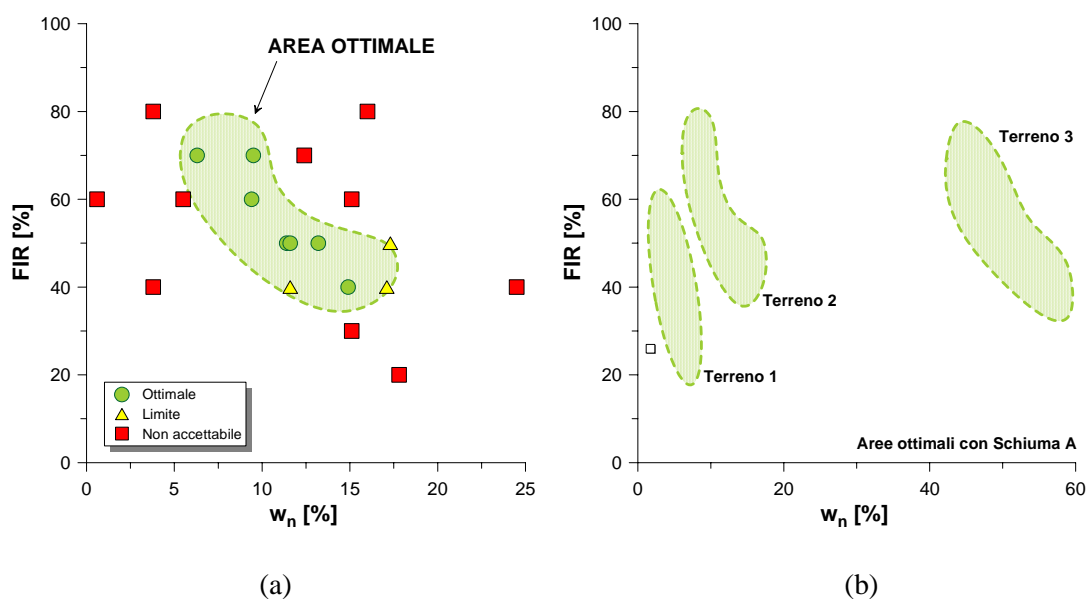 AREA OTTIMALE
FIR [%]
100
80
60
40
20
0
Ottimale
Limite
Non accettabile
0 5 10 15 20 25
w_n [%]
(a)
FIR [%]
100
80
60
40
20
0
Terreno 3
Terreno 2
Terreno 1
Aree ottimali con Schiuma A
0 20 40 60
w_n [%]
(b)